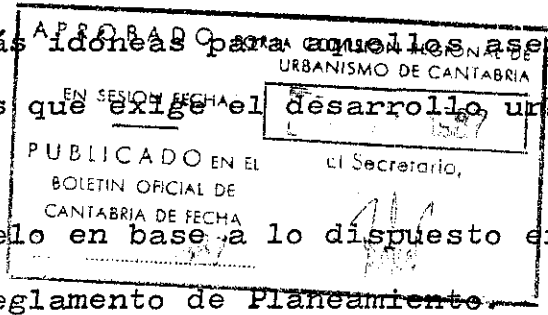 ás idóneas para aquellos ase
APROBADO POR LA COMISION REGIONAL DE
URBANISMO DE CANTABRIA
EN SESION FECHA
s que exige el desarrollo ur
PUBLICADO EN EL
BOLETIN OFICIAL DE
CANTABRIA DE FECHA
El Secretario,
elo en base a lo dispuesto e
eglamento de Planeamiento.